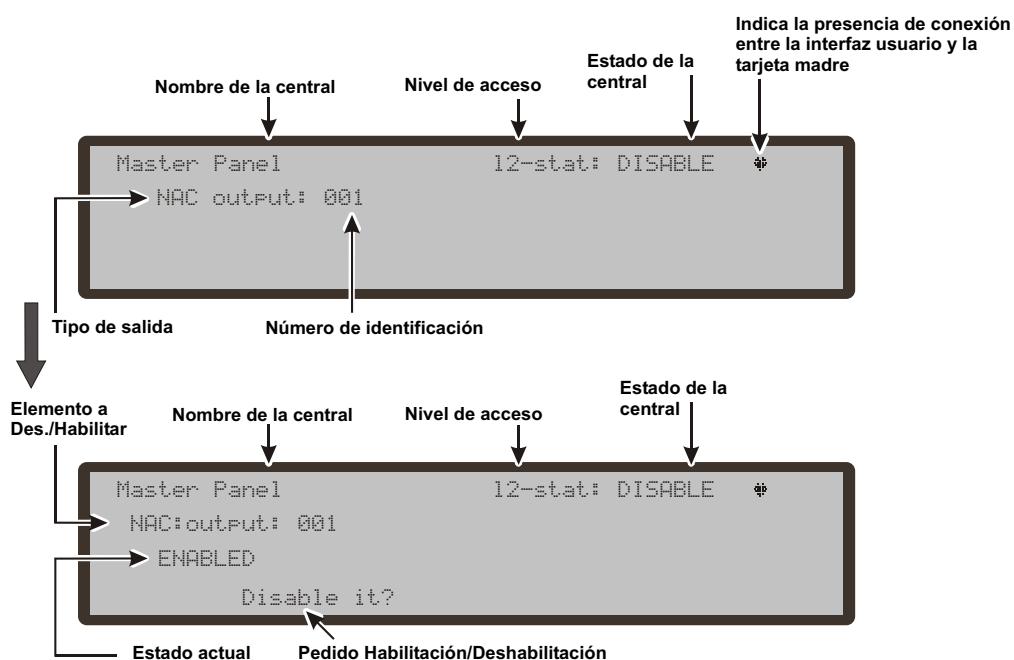 Indica la presencia de conexión
entre la interfaz usuario y la
tarjeta madre
Estado de la
central
Nombre de la central
Nivel de acceso
Master Panel l2-stat: DISABLE
NAC output: 001
Tipo de salida
Número de identificación
Elemento a
Des./Habilitar
Nombre de la central
Nivel de acceso
Estado de la
central
Master Panel l2-stat: DISABLE
NAC:output: 001
ENABLED
Disable it?
Estado actual
Pedido Habilitación/Deshabilitación